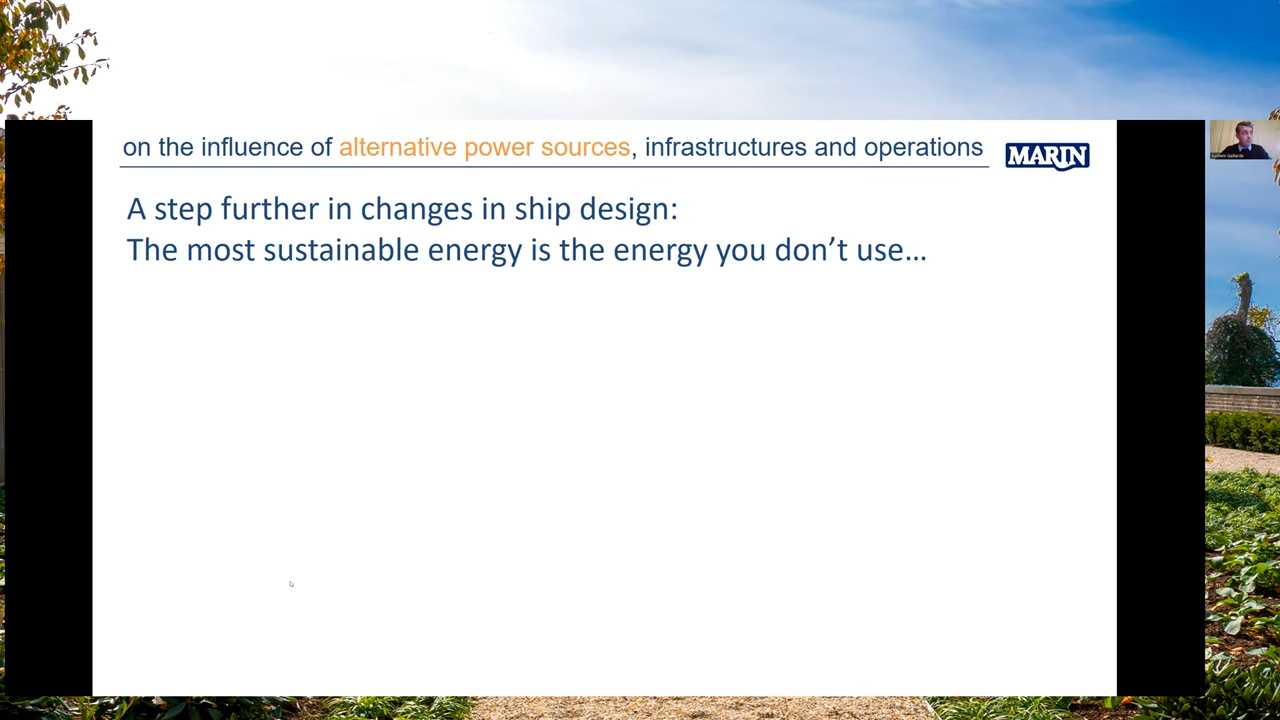 on the influence of alternative power sources, infrastructures and operations
MARIN
A step further in changes in ship design:
The most sustainable energy is the energy you don't use...